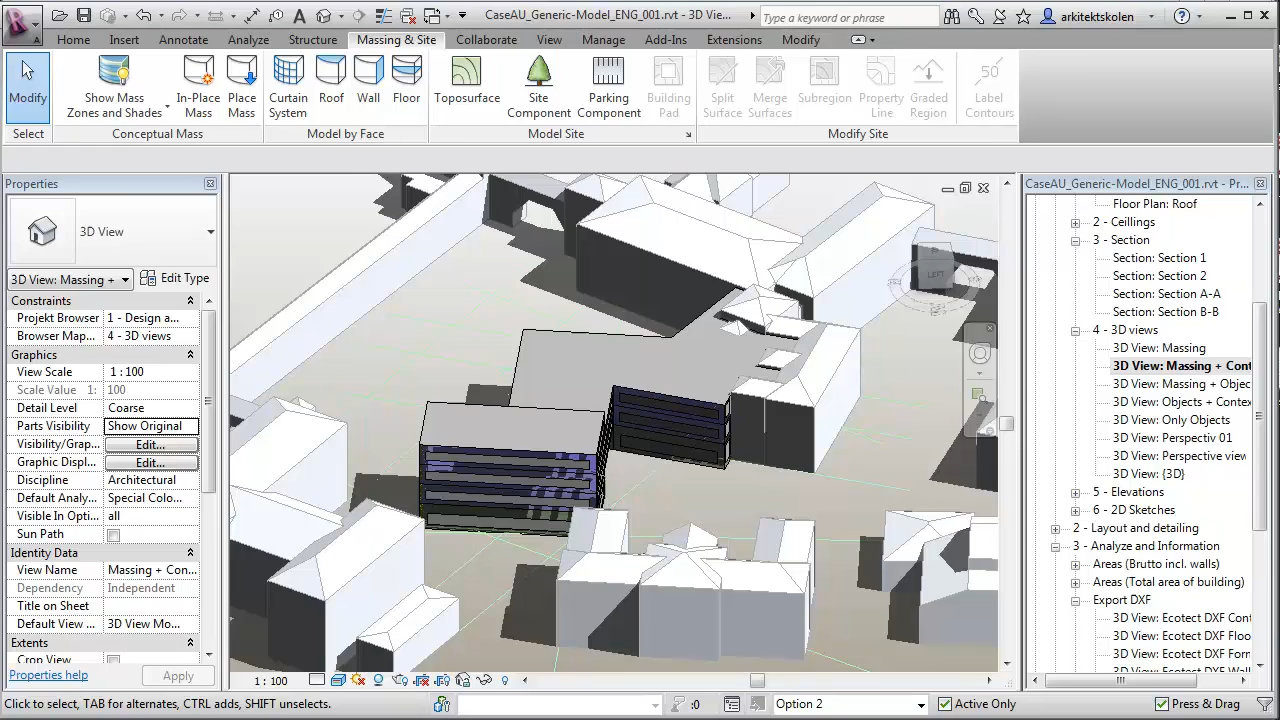 CaseAU_Generic-Model_ENG_001.rvt - 3D Vie...
Type a keyword or phrase
arkitektskolen
Home Insert Annotate Analyze Structure Massing & Site Collaborate View Manage Add-Ins Extensions Modify
Modify
Show Mass Zones and Shades
In-Place Mass
Place Mass
Curtain System
Roof
Wall
Floor
Toposurface
Site Component
Parking Component
Building Pad
Split Surface
Merge Surfaces
Subregion
Property Line
Graded Region
50
Label Contours
Select Conceptual Mass Model by Face Model Site Modify Site
Properties
3D View
3D View: Massing +
Edit Type
Constraints
Projekt Browser 1 - Design a...
Browser Map 4 - 3D views
Graphics
View Scale 1 : 100
Scale Value 1: 100
Detail Level Coarse
Parts Visibility Show Original
Visibility/Grap... Edit...
Graphic Displ... Edit...
Discipline Architectural
Default Analy... Special Colo...
Visible In Opti... all
Sun Path
Identity Data
View Name Massing + Con...
Dependency Independent
Title on Sheet
Default View ... 3D View Mo...
Extents
Crop View
Properties help
Apply
LEFT
1 : 100
CaseAU_Generic-Model_ENG_001.rvt - Pr...
Floor Plan: Roof
2 - Ceillings
3 - Section
Section: Section 1
Section: Section 2
Section: Section A-A
Section: Section B-B
4 - 3D views
3D View: Massing
3D View: Massing + Cont
3D View: Massing + Objec
3D View: Objects + Contex
3D View: Only Objects
3D View: Perspectiv 01
3D View: Perspective view
3D View: {3D}
5 - Elevations
6 - 2D Sketches
2 - Layout and detailing
3 - Analyze and Information
Areas (Brutto incl. walls)
Areas (Total area of building)
Export DXF
3D View: Ecotect DXF Cont
3D View: Ecotect DXF Floo
3D View: Ecotect DXF Forr
3D View: Ecotect DXF Wall
Click to select, TAB for alternates, CTRL adds, SHIFT unselects.
:0
Option 2
Active Only
Press & Drag